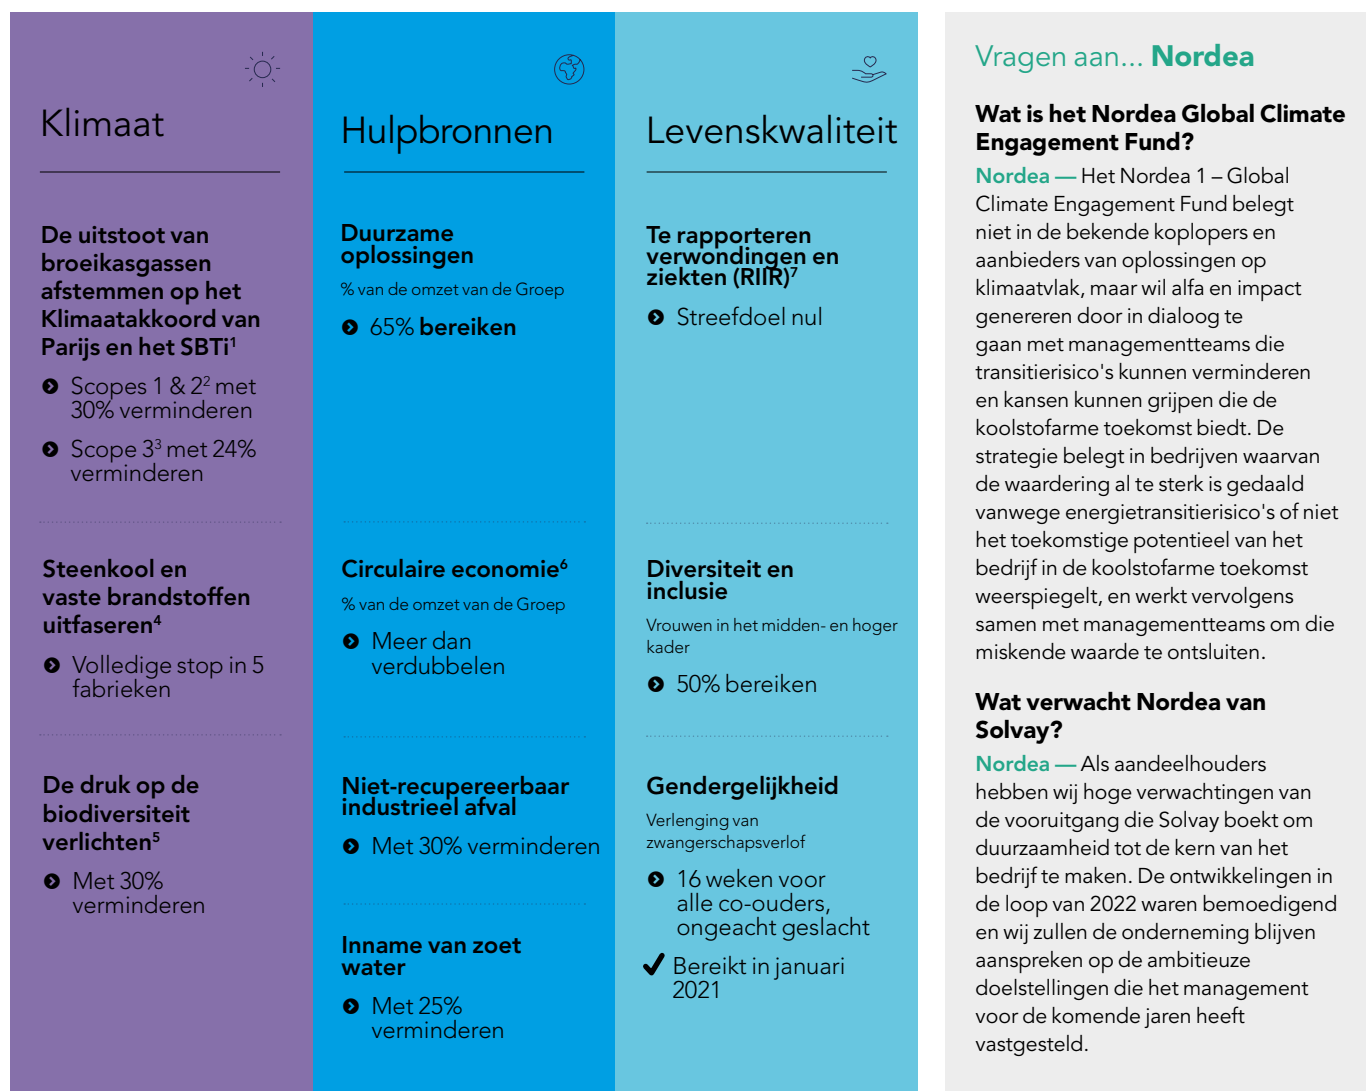 Klimaat
De uitstoot van
broeikasgassen
afstemmen op het
Klimaatakkoord van
Parijs en het SBTi¹
Scopes 1 & 2² met
30% verminderen
Scope 3³ met 24%
verminderen
Steenkool en
vaste brandstoffen
uitfaseren⁴
Volledige stop in 5
fabrieken
De druk op de
biodiversiteit
verlichten⁵
Met 30%
verminderen
Hulpbronnen
Duurzame
oplossingen
% van de omzet van de Groep
65% bereiken
Circulaire economie⁶
% van de omzet van de Groep
Meer dan
verdubbelen
Niet-recupereerbaar
industrieel afval
Met 30% verminderen
Inname van zoet
water
Met 25%
verminderen
Levenskwaliteit
Te rapporteren
verwondingen en
ziekten (RIIR)⁷
Streefdoel nul
Diversiteit en
inclusie
Vrouwen in het midden- en hoger
kader
50% bereiken
Gendergelijkheid
Verlenging van
zwangerschapsverlof
16 weken voor
alle co-ouders,
ongeacht geslacht
Bereikt in januari
2021
Vragen aan... Nordea
Wat is het Nordea Global Climate
Engagement Fund?
Nordea — Het Nordea 1 – Global
Climate Engagement Fund belegt
niet in de bekende koplopers en
aanbieders van oplossingen op
klimaatvlak, maar wil alfa en impact
genereren door in dialoog te
gaan met managementteams die
transitierisico's kunnen verminderen
en kansen kunnen grijpen die de
koolstofarme toekomst biedt. De
strategie belegt in bedrijven waarvan
de waardering al te sterk is gedaald
vanwege energietransitierisico's of niet
het toekomstige potentieel van het
bedrijf in de koolstofarme toekomst
weerspiegelt, en werkt vervolgens
samen met managementteams om die
miskende waarde te ontsluiten.
Wat verwacht Nordea van
Solvay?
Nordea — Als aandeelhouders
hebben wij hoge verwachtingen van
de vooruitgang die Solvay boekt om
duurzaamheid tot de kern van het
bedrijf te maken. De ontwikkelingen in
de loop van 2022 waren bemoedigend
en wij zullen de onderneming blijven
aanspreken op de ambitieuze
doelstellingen die het management
voor de komende jaren heeft
vastgesteld.